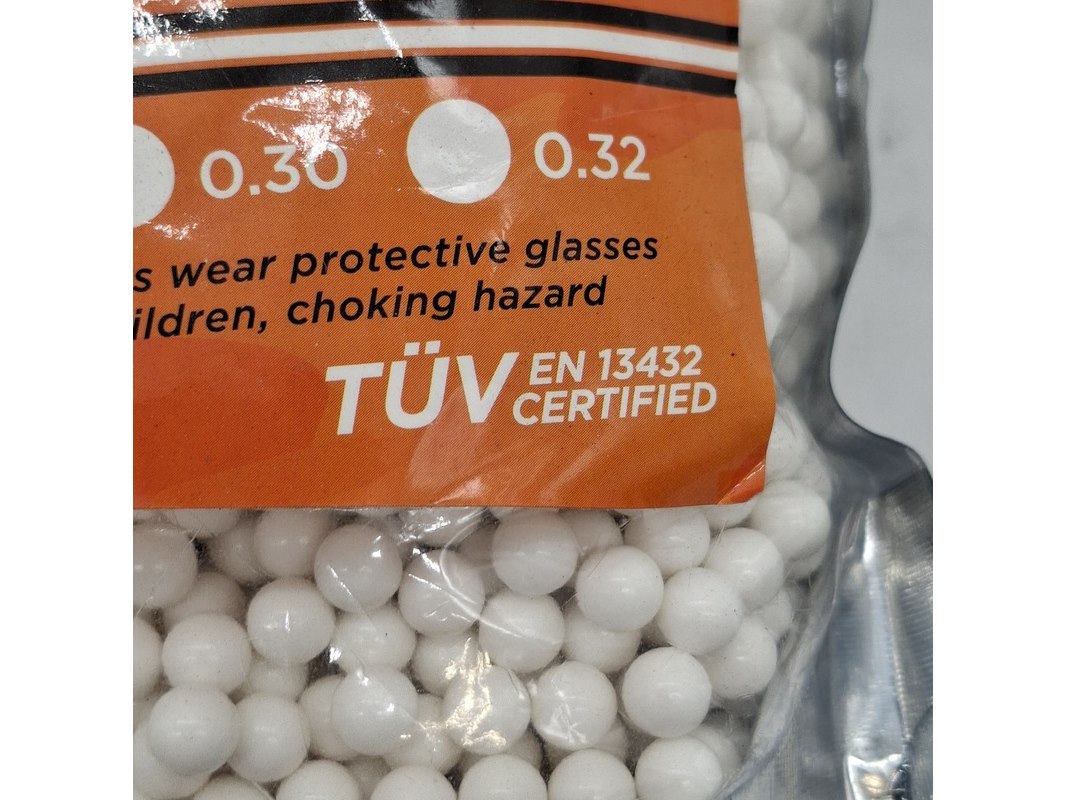 0.30 0.32
s wear protective glasses
ildren, choking hazard
TÜV EN 13432
CERTIFIED